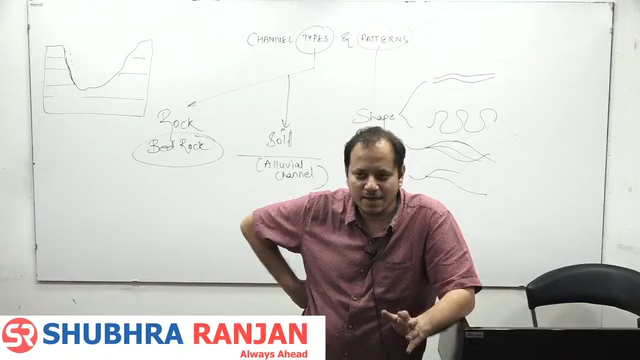 CHANNEL TYPES & PATTERNS
Rock
Bed Rock
Soil
(Alluvial
Channel)
Shape
SR SHUBHRA RANJAN
Always Ahead